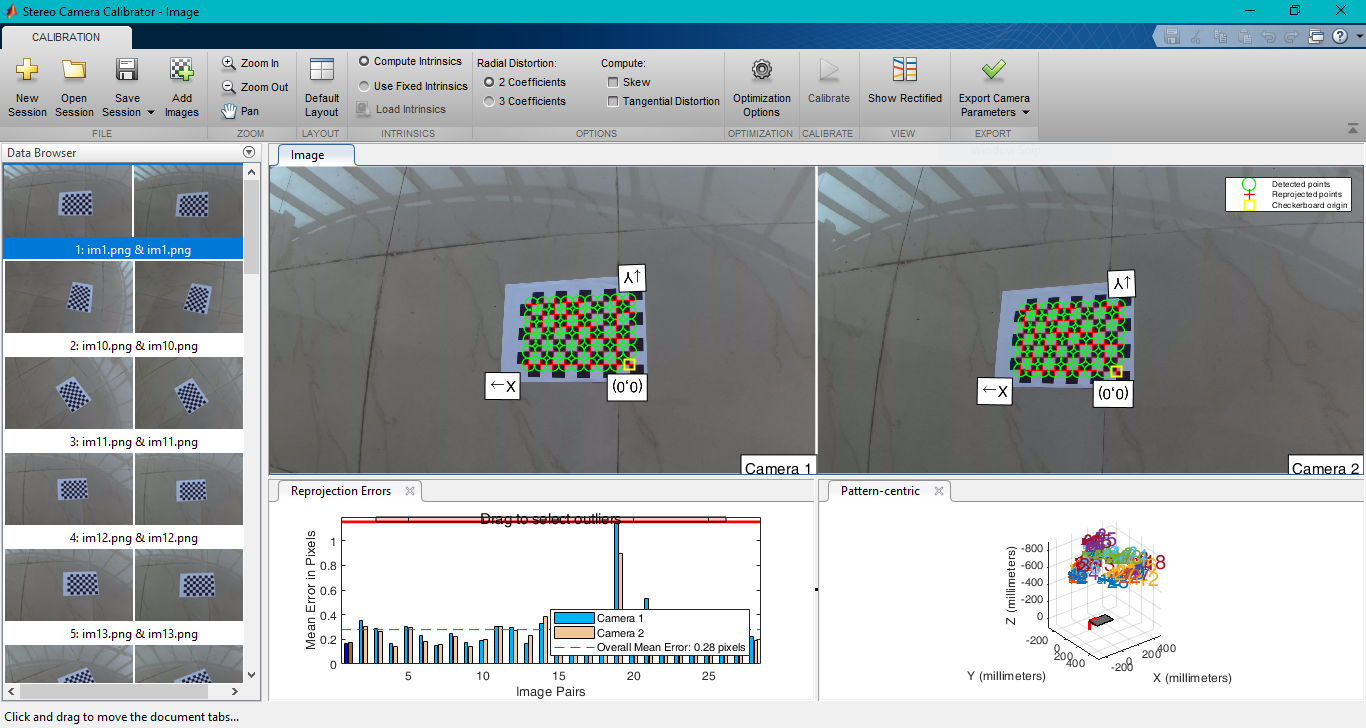 Stereo Camera Calibrator - Image
CALIBRATION
New Session
Open Session
Save Session
Add Images
FILE
Zoom In
Zoom Out
Pan
ZOOM
Default Layout
LAYOUT
Compute Intrinsics
Use Fixed Intrinsics
Load Intrinsics
INTRINSICS
Radial Distortion:
2 Coefficients
3 Coefficients
Compute:
Skew
Tangential Distortion
OPTIONS
Optimization Options
OPTIMIZATION
Calibrate
CALIBRATE
Show Rectified
VIEW
Export Camera Parameters
EXPORT
Data Browser
1: im1.png & im1.png
2: im10.png & im10.png
3: im11.png & im11.png
4: im12.png & im12.png
5: im13.png & im13.png
Image
Y↑
←X
(0,0)
Camera 1
Detected points
Reprojected points
Checkerboard origin
Y↑
←X
(0,0)
Camera 2
Reprojection Errors
Drag to select outliers
Mean Error in Pixels
1
0.8
0.6
0.4
0.2
0
5
10
15
20
25
Image Pairs
Camera 1
Camera 2
Overall Mean Error: 0.28 pixels
Pattern-centric
Z (millimeters)
-800
-600
-400
-200
0
-200
0
200
400
Y (millimeters)
-200
0
200
400
X (millimeters)
Click and drag to move the document tabs...